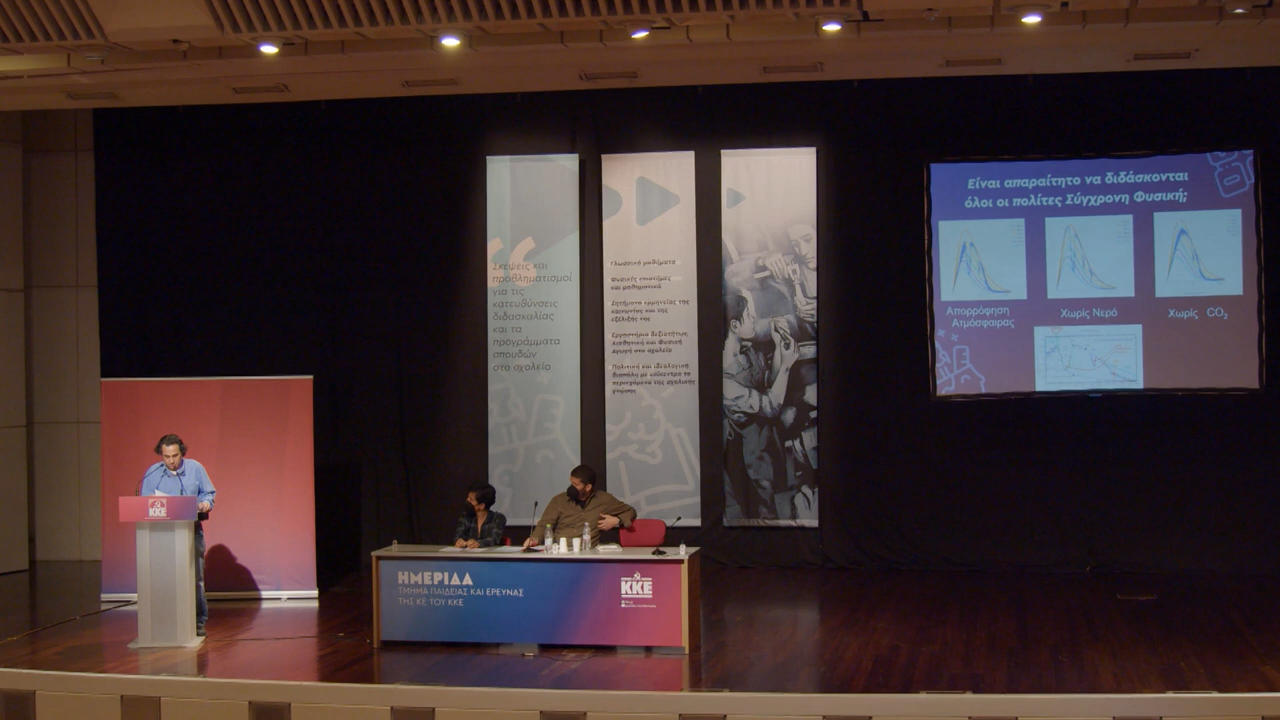 Είναι απαραίτητο να διδάσκονται
όλοι οι πολίτες Σύγχρονη Φυσική;
Απορρόφηση
Ατμόσφαιρας
Χωρίς Νερό
Χωρίς CO₂
Σκέψεις και
προβληματισμοί
για τις
κατευθύνσεις
διδασκαλίας
και τα
προγράμματα
σπουδών
στο σχολείο
Γλωσσικά μαθήματα
Φυσικές επιστήμες
και μαθηματικά
Ζητήματα ερμηνείας της
κοινωνίας και της
εξέλιξής της
Εργαστήρια δεξιοτήτων,
Αισθητική και Φυσική
Αγωγή στο σχολείο
Πολιτική και ιδεολογική
διαπάλη με επίκεντρο το
περιεχόμενο της σχολικής
γνώσης
ΚΚΕ
ΗΜΕΡΙΔΑ
ΤΜΗΜΑ ΠΑΙΔΕΙΑΣ ΚΑΙ ΕΡΕΥΝΑΣ
ΤΗΣ ΚΕ ΤΟΥ ΚΚΕ
ΚΚΕ